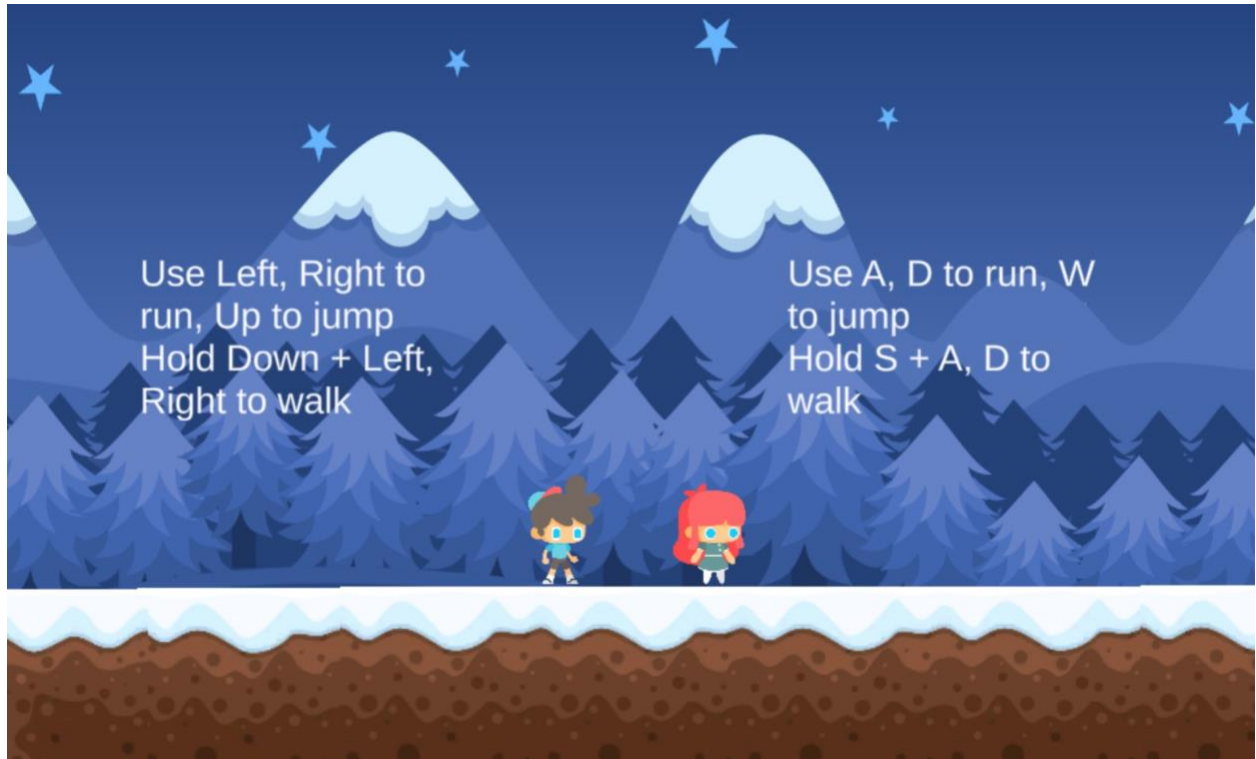 Use Left, Right to
run, Up to jump
Hold Down + Left,
Right to walk
Use A, D to run, W
to jump
Hold S + A, D to
walk